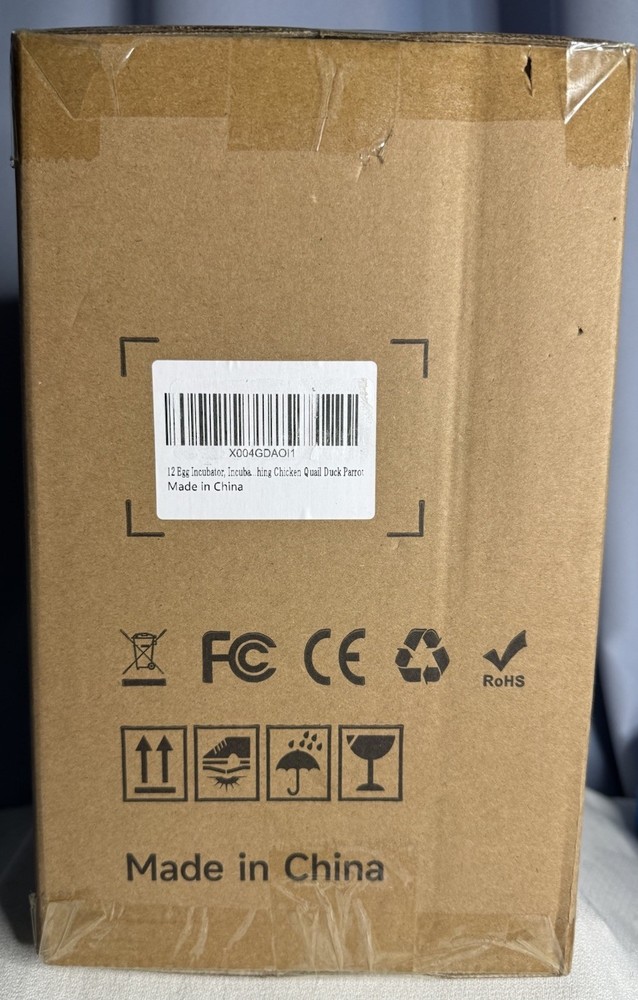 X004GDAOI1
12 Egg Incubator, Incuba...hing Chicken Quail Duck Parrot
Made in China
FC CE RoHS
Made in China